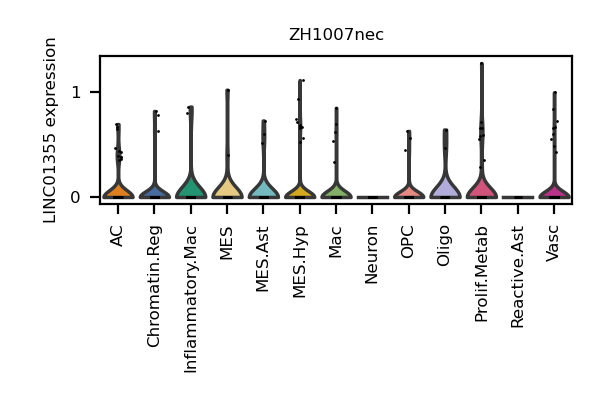 ZH1007nec
LINC01355 expression
1
0
AC
Chromatin.Reg
Inflammatory.Mac
MES
MES.Ast
MES.Hyp
Mac
Neuron
OPC
Oligo
Prolif.Metab
Reactive.Ast
Vasc